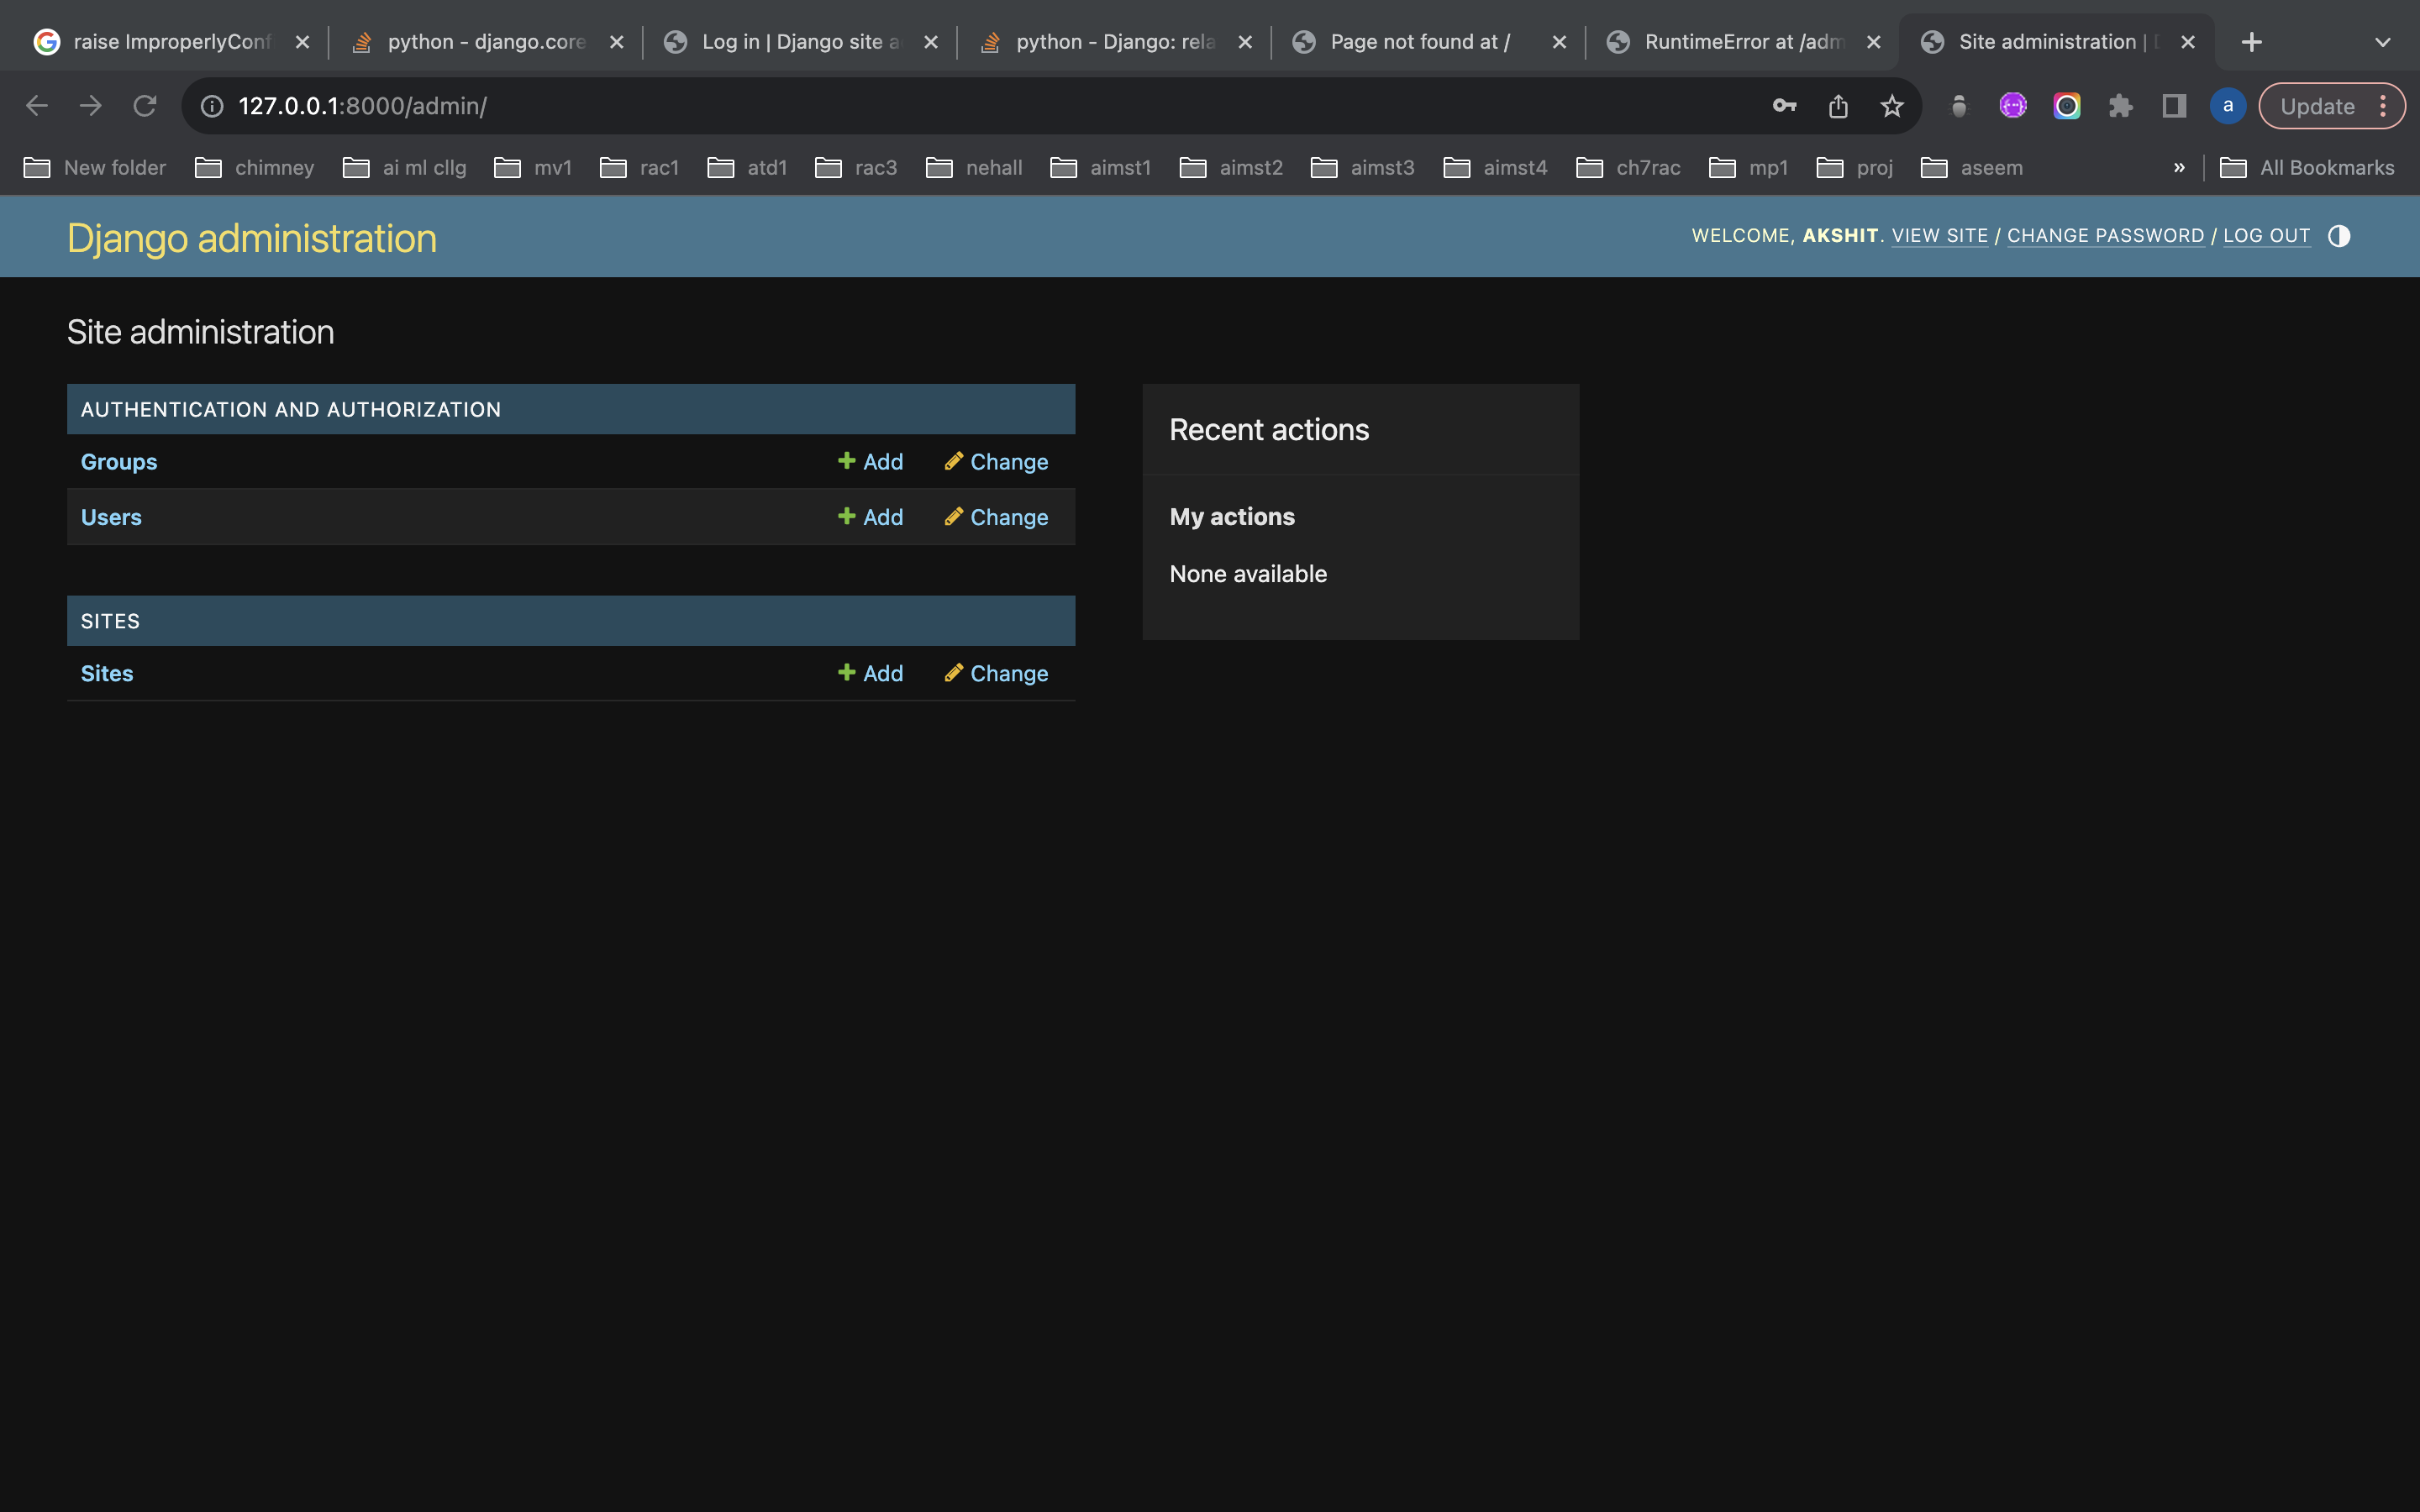 raise ImproperlyConf
python - django.core
Log in | Django site a
python - Django: rela
Page not found at /
RuntimeError at /adm
Site administration |
127.0.0.1:8000/admin/
a
Update
New folder
chimney
ai ml cllg
mv1
rac1
atd1
rac3
nehall
aimst1
aimst2
aimst3
aimst4
ch7rac
mp1
proj
aseem
»
All Bookmarks
Django administration
WELCOME, AKSHIT. VIEW SITE / CHANGE PASSWORD / LOG OUT
Site administration
AUTHENTICATION AND AUTHORIZATION
Groups Add Change
Users Add Change
SITES
Sites Add Change
Recent actions
My actions
None available